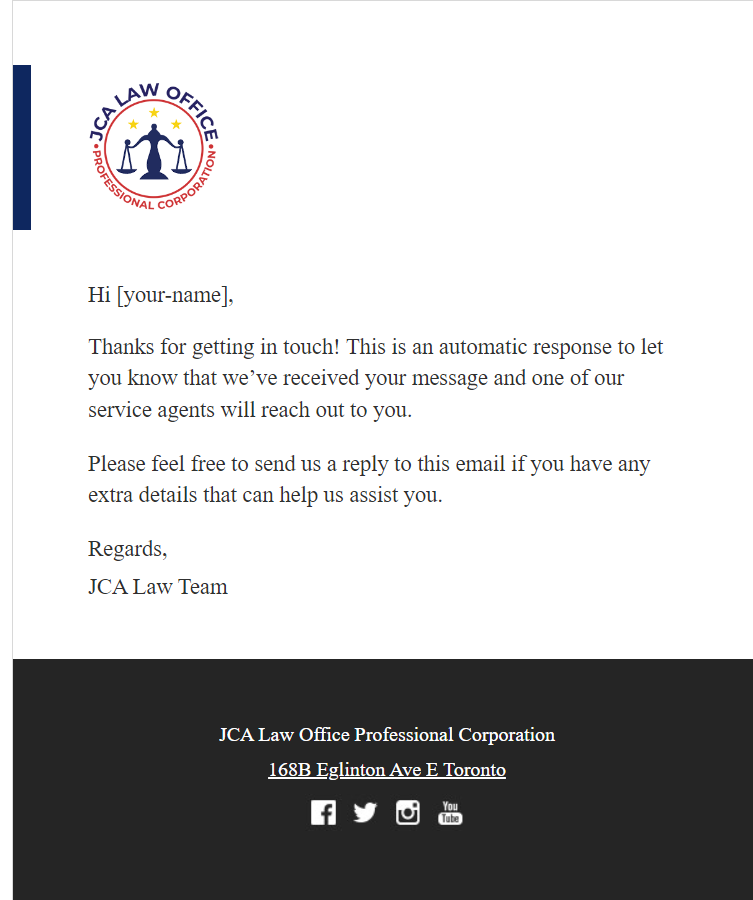 JCA LAW OFFICE
PROFESSIONAL CORPORATION
Hi [your-name],
Thanks for getting in touch! This is an automatic response to let
you know that we’ve received your message and one of our
service agents will reach out to you.
Please feel free to send us a reply to this email if you have any
extra details that can help us assist you.
Regards,
JCA Law Team
JCA Law Office Professional Corporation
168B Eglinton Ave E Toronto
You
Tube